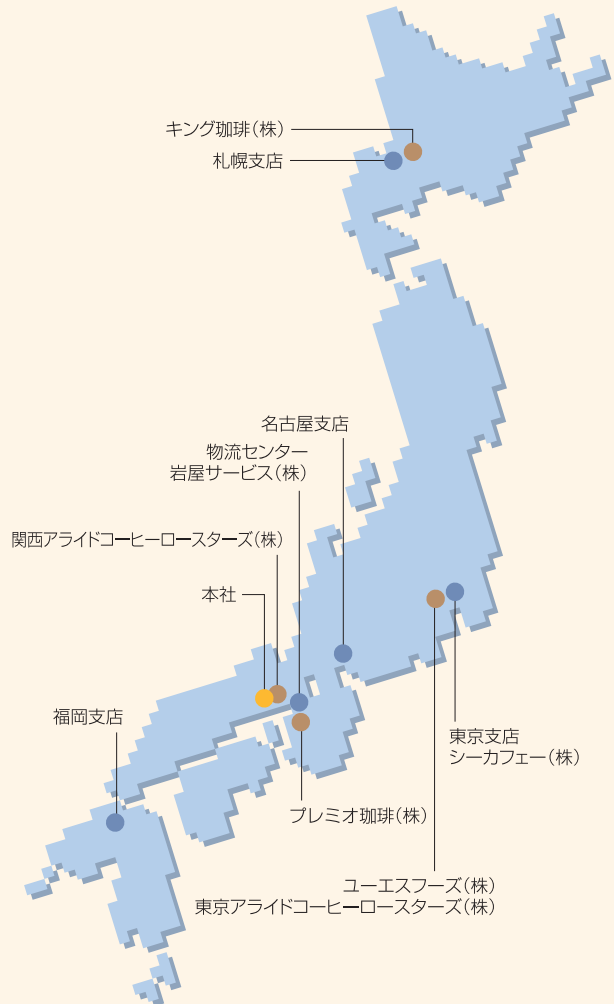 キング珈琲(株)
札幌支店
名古屋支店
物流センター
岩屋サービス(株)
関西アライドコーヒーロースターズ(株)
本社
福岡支店
東京支店
シーカフェー(株)
プレミオ珈琲(株)
ユーエスフーズ(株)
東京アライドコーヒーロースターズ(株)